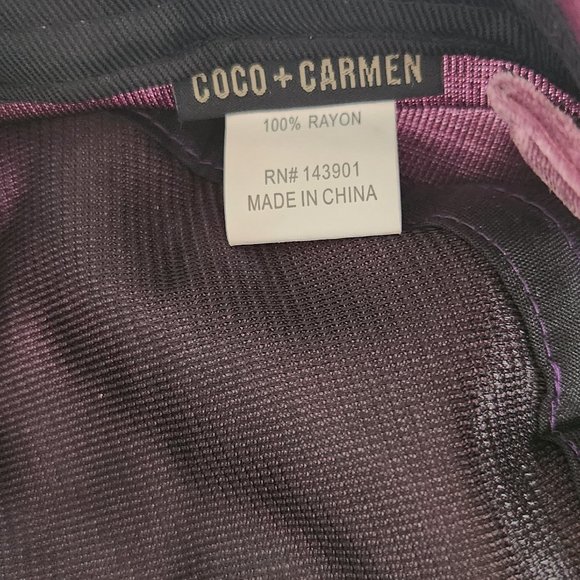 COCO + CARMEN
100% RAYON
RN# 143901
MADE IN CHINA